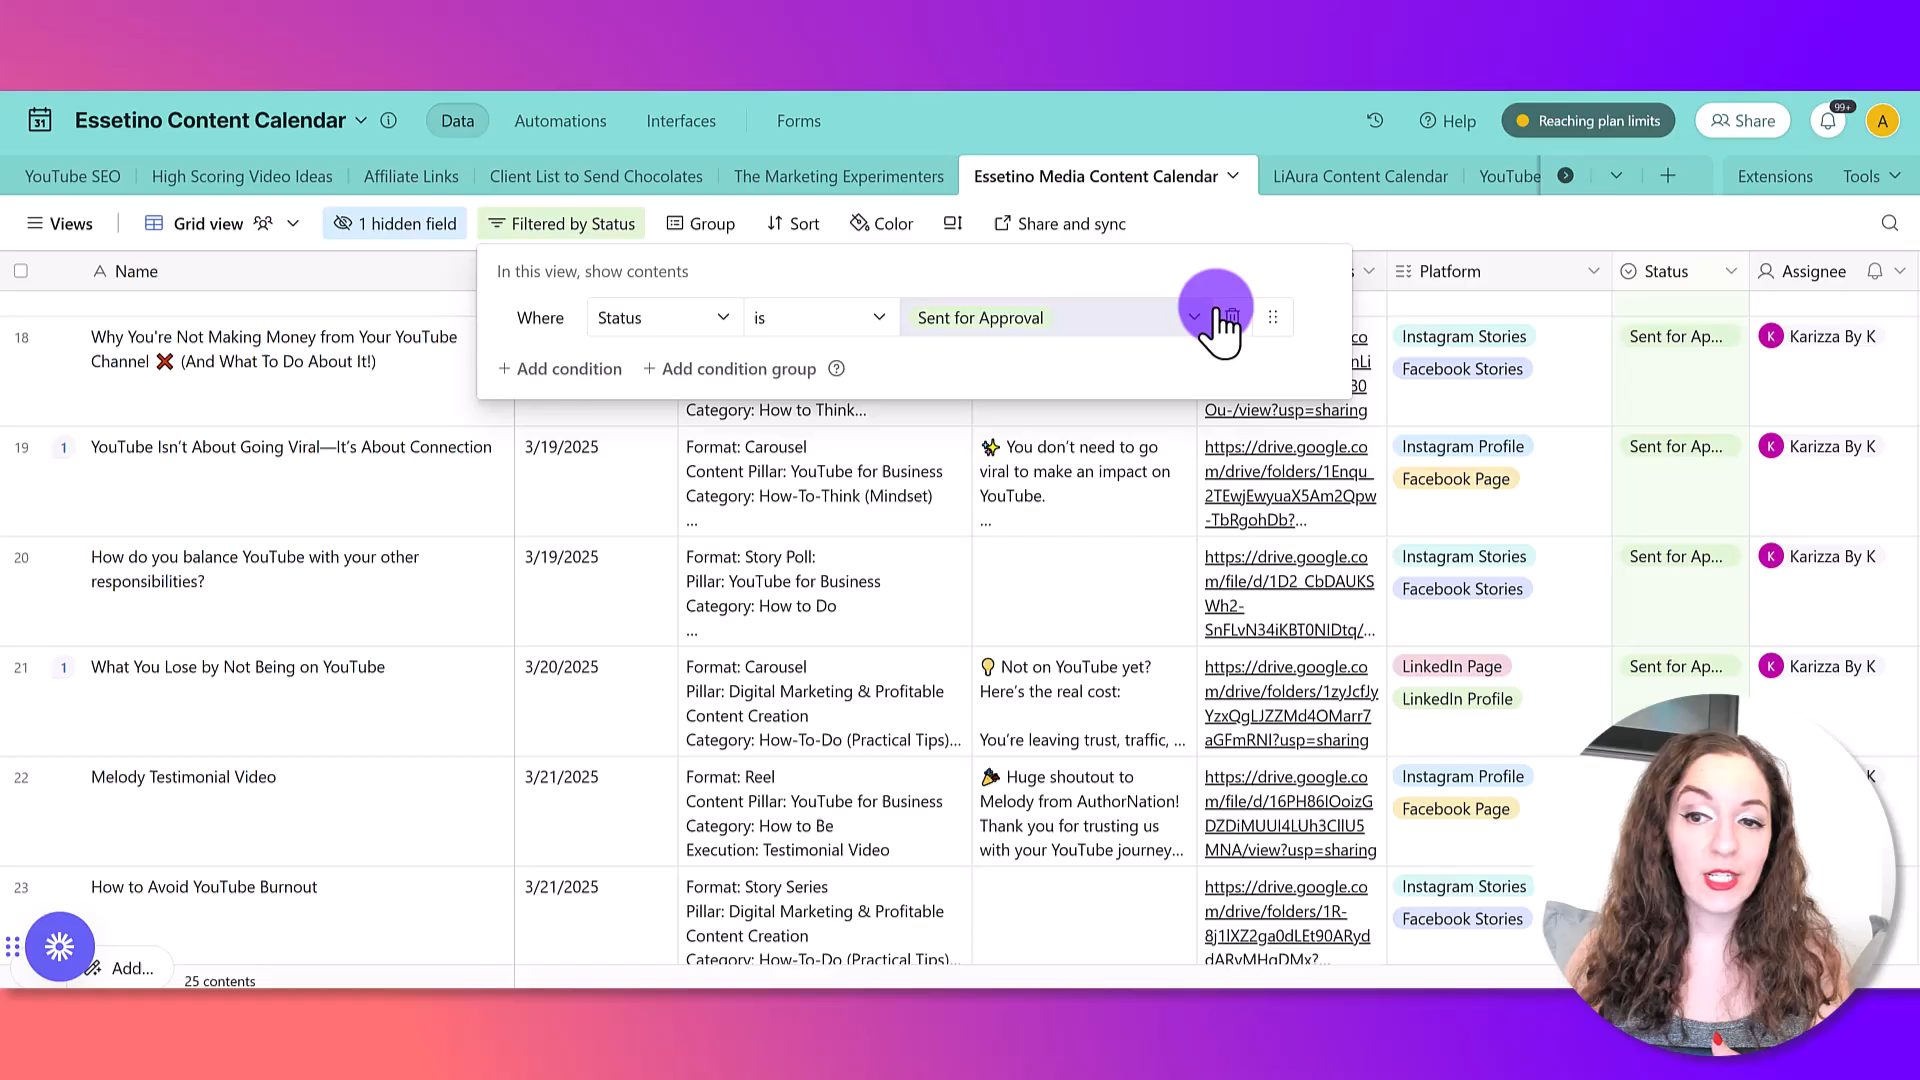 31 Essetino Content Calendar Data Automations Interfaces Forms Help Reaching plan limits Share 99+ A
YouTube SEO High Scoring Video Ideas Affiliate Links Client List to Send Chocolates The Marketing Experimenters Essetino Media Content Calendar LiAura Content Calendar YouTube Extensions Tools
Views Grid view 1 hidden field Filtered by Status Group Sort Color Share and sync
Name Platform Status Assignee
In this view, show contents
Where Status is Sent for Approval
+ Add condition + Add condition group
18 Why You're Not Making Money from Your YouTube
Channel ❌ (And What To Do About It!)
Category: How to Think...
co
nLi
30
Ou-/view?usp=sharing
Instagram Stories
Facebook Stories
Sent for Ap...
K Karizza By K
19 1 YouTube Isn’t About Going Viral—It’s About Connection
3/19/2025
Format: Carousel
Content Pillar: YouTube for Business
Category: How-To-Think (Mindset)
...
✨ You don’t need to go
viral to make an impact on
YouTube.
...
https://drive.google.co
m/drive/folders/1Enqu_
2TEwjEwyuaX5Am2Qpw
-TbRgohDb?...
Instagram Profile
Facebook Page
Sent for Ap...
K Karizza By K
20 How do you balance YouTube with your other
responsibilities?
3/19/2025
Format: Story Poll:
Pillar: YouTube for Business
Category: How to Do
...
https://drive.google.co
m/file/d/1D2_CbDAUKS
Wh2-
SnFLvN34iKBT0NIDtq/...
Instagram Stories
Facebook Stories
Sent for Ap...
K Karizza By K
21 1 What You Lose by Not Being on YouTube
3/20/2025
Format: Carousel
Pillar: Digital Marketing & Profitable
Content Creation
Category: How-To-Do (Practical Tips)...
💡 Not on YouTube yet?
Here’s the real cost:
You’re leaving trust, traffic, ...
https://drive.google.co
m/drive/folders/1zyJcfJy
YzxQgLJZZMd4OMarr7
aGFmRNI?usp=sharing
LinkedIn Page
LinkedIn Profile
Sent for Ap...
K Karizza By K
22 Melody Testimonial Video
3/21/2025
Format: Reel
Content Pillar: YouTube for Business
Category: How to Be
Execution: Testimonial Video
🎉 Huge shoutout to
Melody from AuthorNation!
Thank you for trusting us
with your YouTube journey...
https://drive.google.co
m/file/d/16PH86IOoizG
DZDiMUUl4LUh3ClIU5
MNA/view?usp=sharing
Instagram Profile
Facebook Page
K
23 How to Avoid YouTube Burnout
3/21/2025
Format: Story Series
Pillar: Digital Marketing & Profitable
Content Creation
Category: How-To-Do (Practical Tips)...
https://drive.google.co
m/drive/folders/1R-
8j1lXZ2ga0dLEt90ARyd
dARvMHqDMx?...
Instagram Stories
Facebook Stories
Add...
25 contents